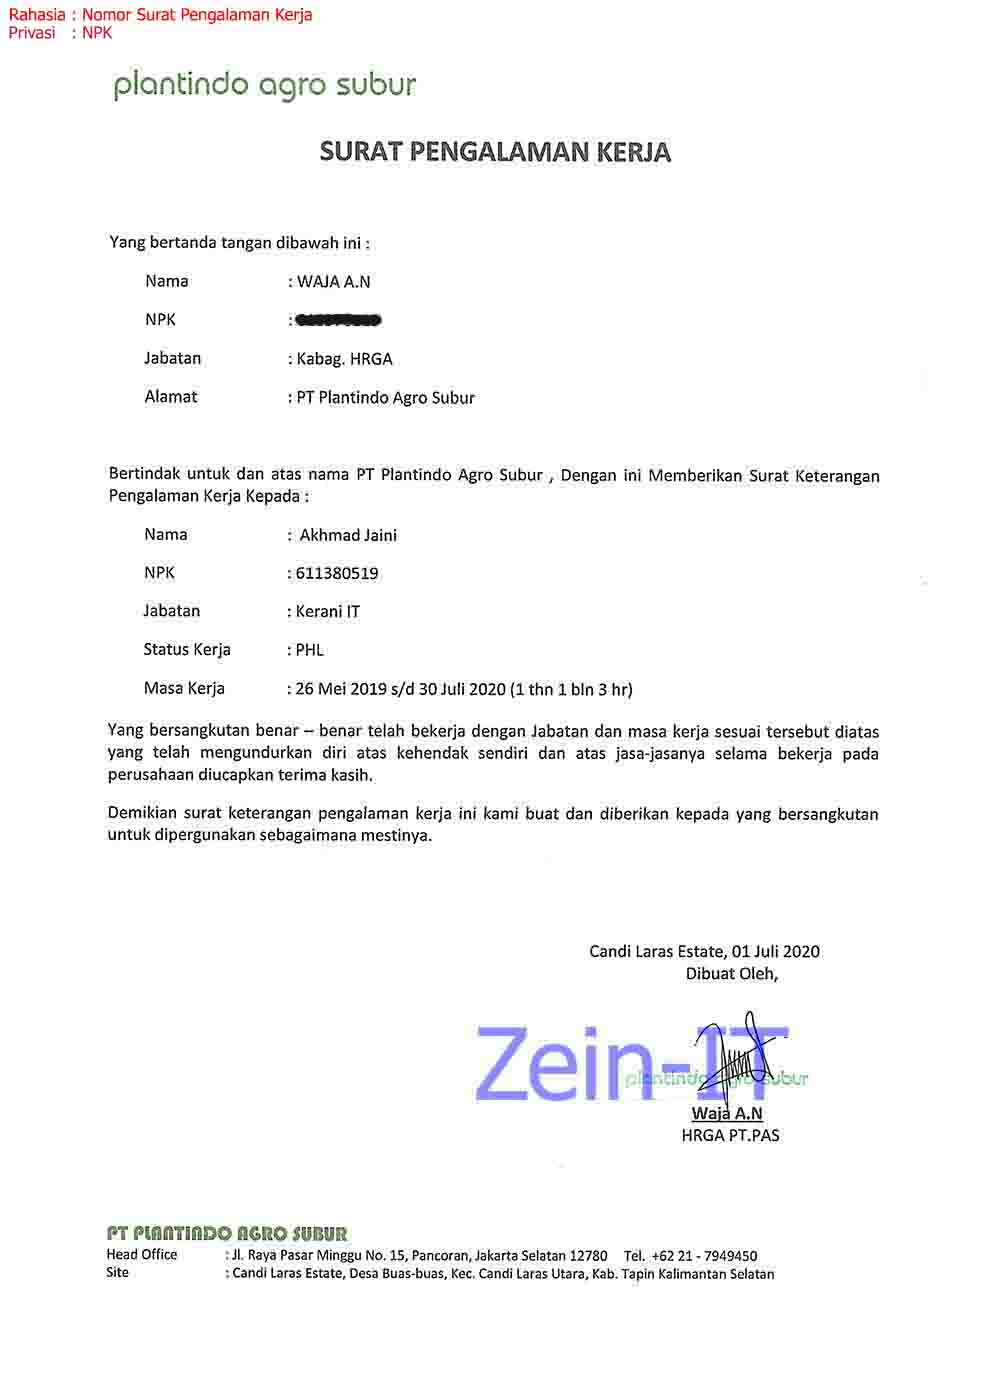 Rahasia : Nomor Surat Pengalaman Kerja
Privasi : NPK
plantindo agro subur
SURAT PENGALAMAN KERJA
Yang bertanda tangan dibawah ini :
Nama : WAJA A.N
NPK :
Jabatan : Kabag. HRGA
Alamat : PT Plantindo Agro Subur
Bertindak untuk dan atas nama PT Plantindo Agro Subur , Dengan ini Memberikan Surat Keterangan
Pengalaman Kerja Kepada :
Nama : Akhmad Jaini
NPK : 611380519
Jabatan : Kerani IT
Status Kerja : PHL
Masa Kerja : 26 Mei 2019 s/d 30 Juli 2020 (1 thn 1 bln 3 hr)
Yang bersangkutan benar – benar telah bekerja dengan Jabatan dan masa kerja sesuai tersebut diatas
yang telah mengundurkan diri atas kehendak sendiri dan atas jasa-jasanya selama bekerja pada
perusahaan diucapkan terima kasih.
Demikian surat keterangan pengalaman kerja ini kami buat dan diberikan kepada yang bersangkutan
untuk dipergunakan sebagaimana mestinya.
Candi Laras Estate, 01 Juli 2020
Dibuat Oleh,
Zein-IT
plantindo agro subur
Waja A.N
HRGA PT.PAS
PT PLANTINDO AGRO SUBUR
Head Office : Jl. Raya Pasar Minggu No. 15, Pancoran, Jakarta Selatan 12780 Tel. +62 21 - 7949450
Site : Candi Laras Estate, Desa Buas-buas, Kec. Candi Laras Utara, Kab. Tapin Kalimantan Selatan